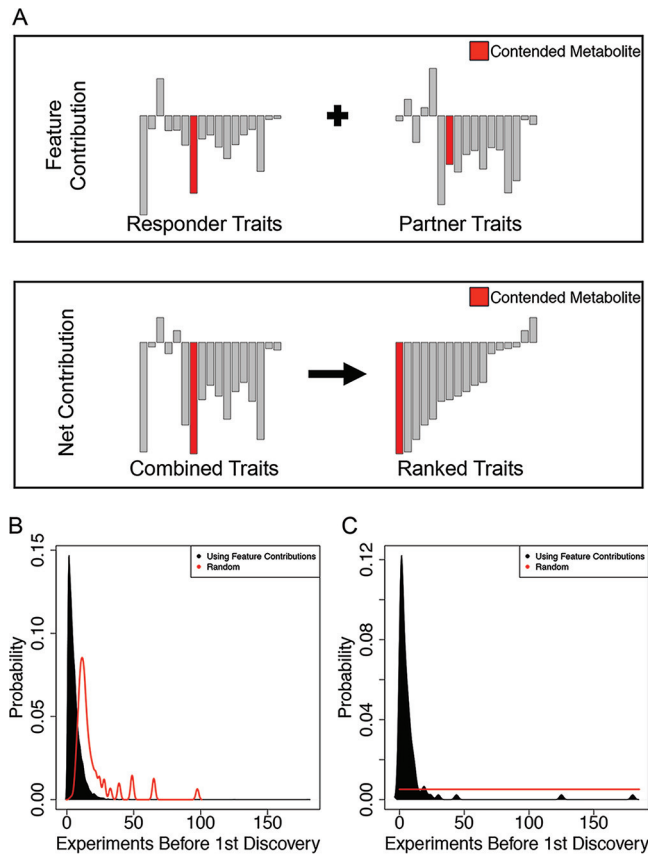 A
Contended Metabolite
Feature
Contribution
Responder Traits
Partner Traits
Contended Metabolite
Net Contribution
Combined Traits
Ranked Traits
B
Using Feature Contributions
Random
0.15
0.10
0.05
0.00
Probability
0 50 100 150
Experiments Before 1st Discovery
C
Using Feature Contributions
Random
0.12
0.08
0.04
0.00
Probability
0 50 100 150
Experiments Before 1st Discovery